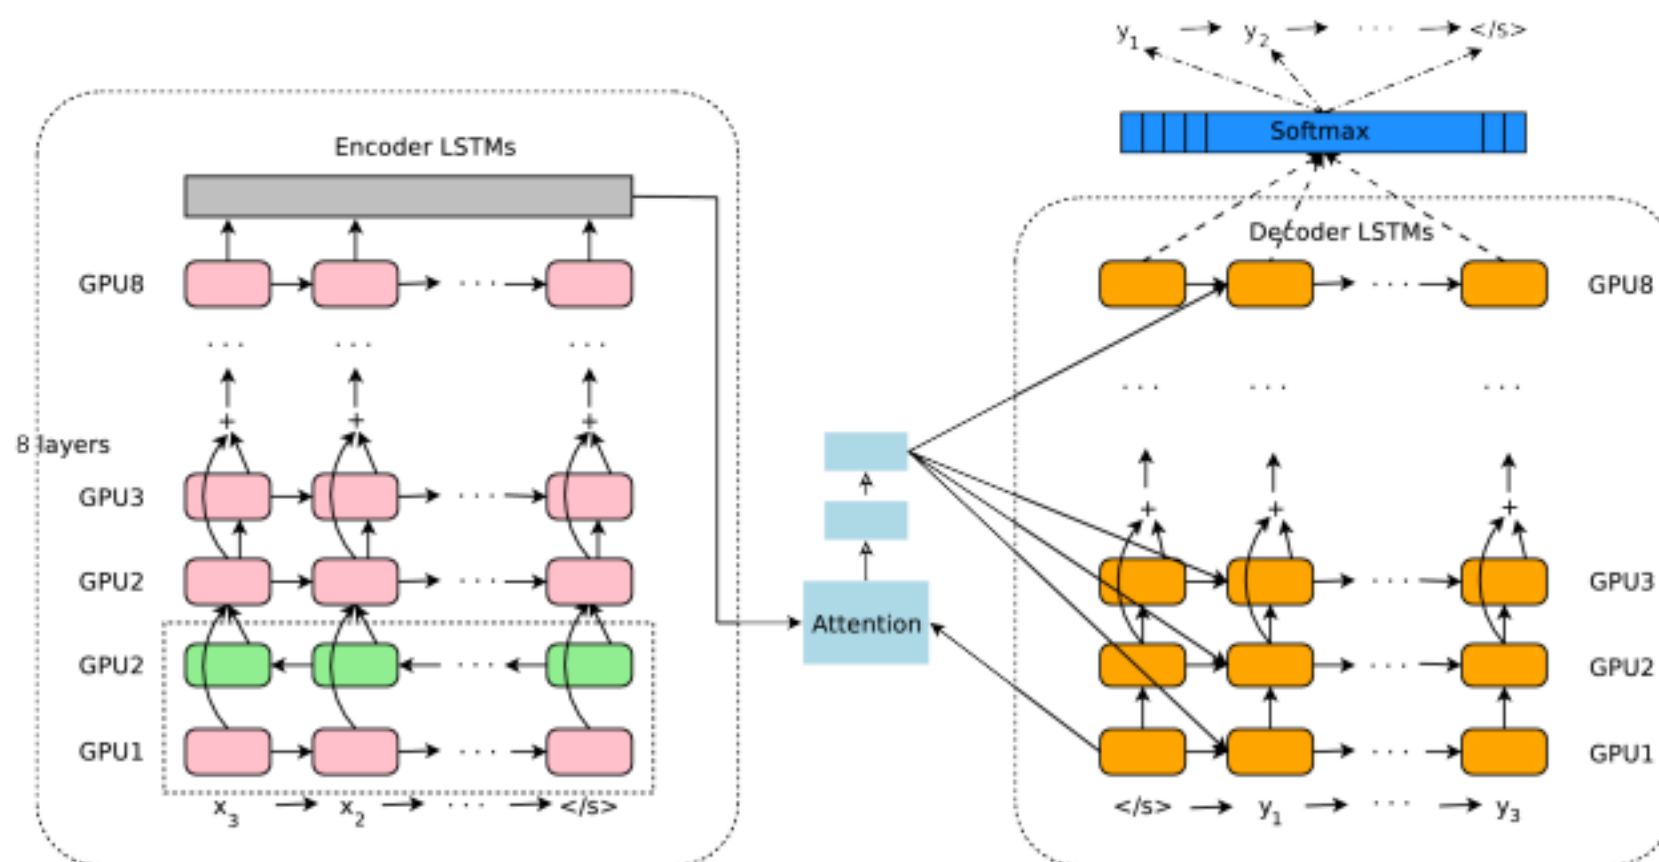 y1 y2 ... </s>
Softmax
Encoder LSTMs
Decoder LSTMs
GPU8 ... GPU8
... ... ...
... ... ...
+ + +
8 layers
GPU3 ...
+ + +
GPU2 ... GPU3 ...
Attention
GPU2 ... GPU2 ...
GPU1 ... GPU1 ...
x3 x2 ... </s>
</s> y1 ... y3